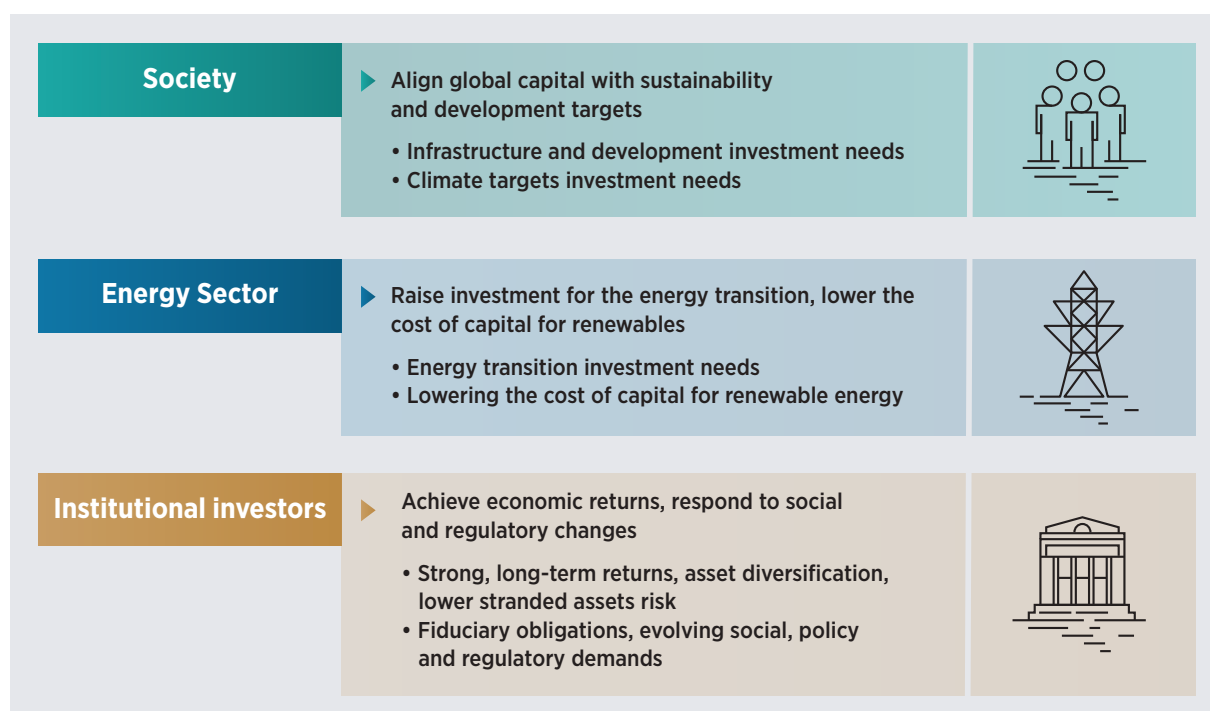 Society
Align global capital with sustainability
and development targets
• Infrastructure and development investment needs
• Climate targets investment needs
Energy Sector
Raise investment for the energy transition, lower the
cost of capital for renewables
• Energy transition investment needs
• Lowering the cost of capital for renewable energy
Institutional investors
Achieve economic returns, respond to social
and regulatory changes
• Strong, long-term returns, asset diversification,
lower stranded assets risk
• Fiduciary obligations, evolving social, policy
and regulatory demands